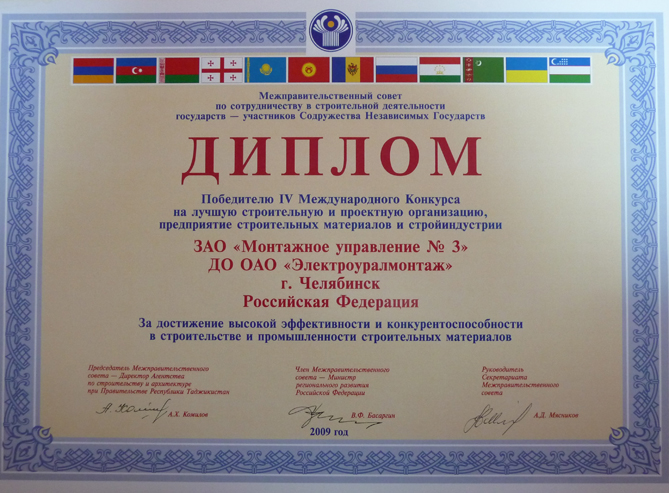 Межправительственный совет
по сотрудничеству в строительной деятельности
государств — участников Содружества Независимых Государств
ДИПЛОМ
Победителю IV Международного Конкурса
на лучшую строительную и проектную организацию,
предприятие строительных материалов и стройиндустрии
ЗАО «Монтажное управление № 3»
ДО ОАО «Электроуралмонтаж»
г. Челябинск
Российская Федерация
За достижение высокой эффективности и конкурентоспособности
в строительстве и промышленности строительных материалов
Председатель Межправительственного
совета — Директор Агентства
по строительству и архитектуре
при Правительстве Республики Таджикистан
А.Х. Комилов
Член Межправительственного
совета — Министр
регионального развития
Российской Федерации
В.Ф. Басаргин
Руководитель
Секретариата
Межправительственного
совета
А.Д. Мясников
2009 год